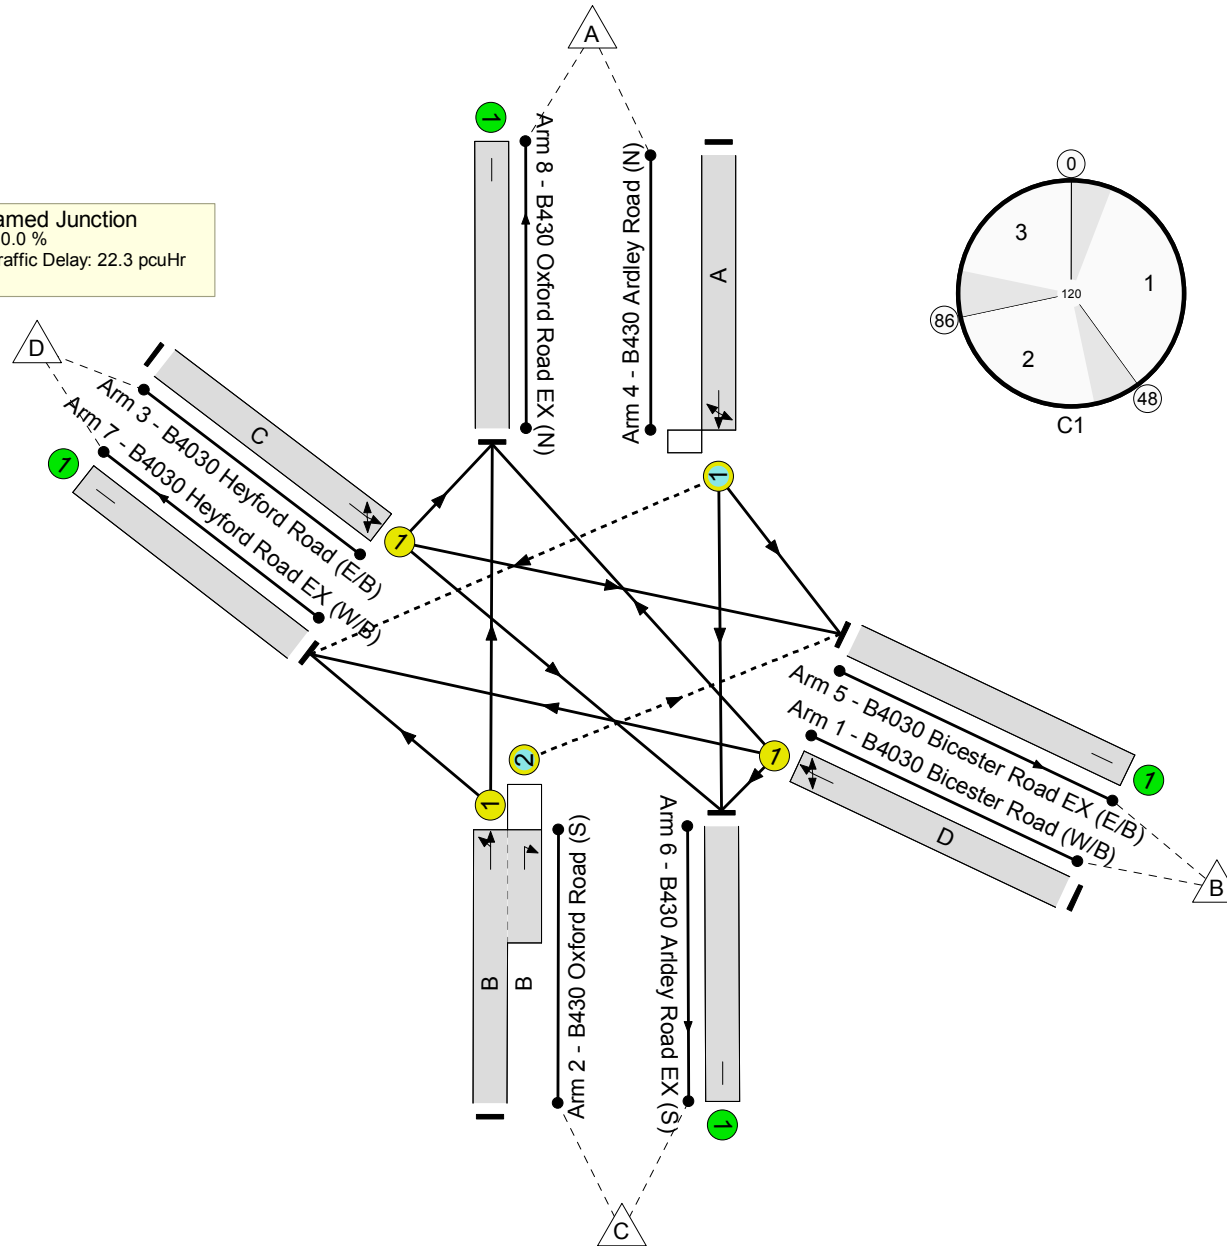 A
1
Arm 8 - B430 Oxford Road EX (N)
Arm 4 - B430 Ardley Road (N)
A
1
amed Junction
0.0 %
raffic Delay: 22.3 pcuHr
0
3
1
120
86
2
48
C1
D
Arm 3 - B4030 Heyford Road (E/B)
Arm 7 - B4030 Heyford Road EX (W/B)
C
1
1
Arm 5 - B4030 Bicester Road EX (E/B)
Arm 1 - B4030 Bicester Road (W/B)
D
1
1
B
2
1
B
B
Arm 2 - B430 Oxford Road (S)
Arm 6 - B430 Arldey Road EX (S)
1
C